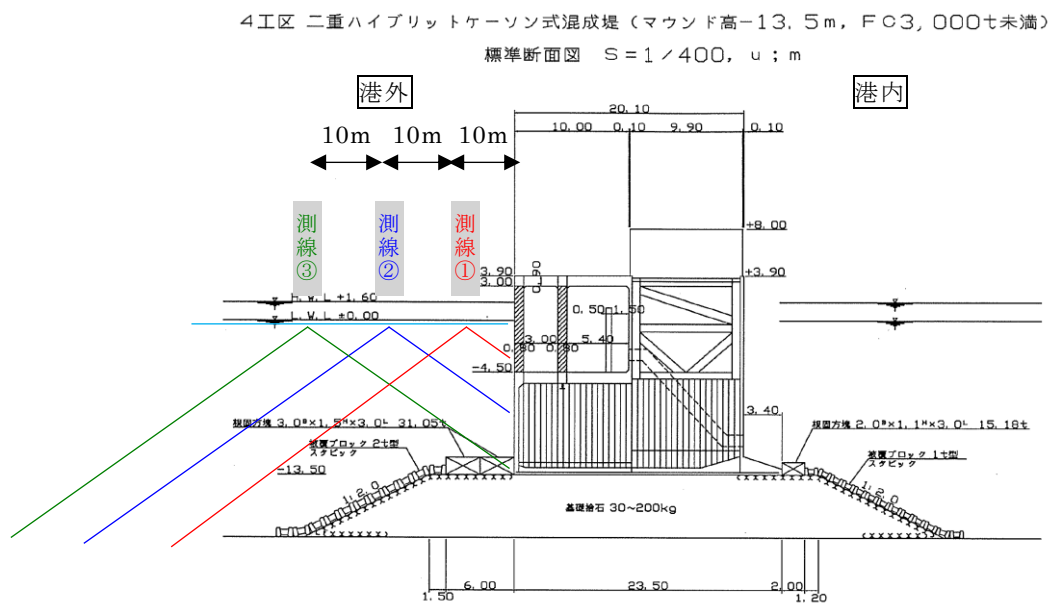 4工区 二重ハイブリットケーソン式混成堤(マウンド高-13.5m, FC3,000t未満)
標準断面図 S=1/400, u;m
港外
港内
20.10
10m 10m 10m
10.00 0.10 9.90 0.10
測線③
測線②
測線①
+8.00
3.90
+3.90
3.00
0.90
H.W.L +1.60
L.W.L ±0.00
0.50 1.50
3.00 5.40
0.80 0.80
-4.50
3.40
根固方塊 3.0ᴮ×1.5ᴴ×3.0ᴸ 31.05t
根固方塊 2.0ᴮ×1.1ᴴ×3.0ᴸ 15.18t
被覆ブロック 2t型
スタビック
被覆ブロック 1t型
スタビック
-13.50
1:2.0
1:2.0
基礎捨石 30~200kg
6.00 23.50 2.00
1.50 1.20